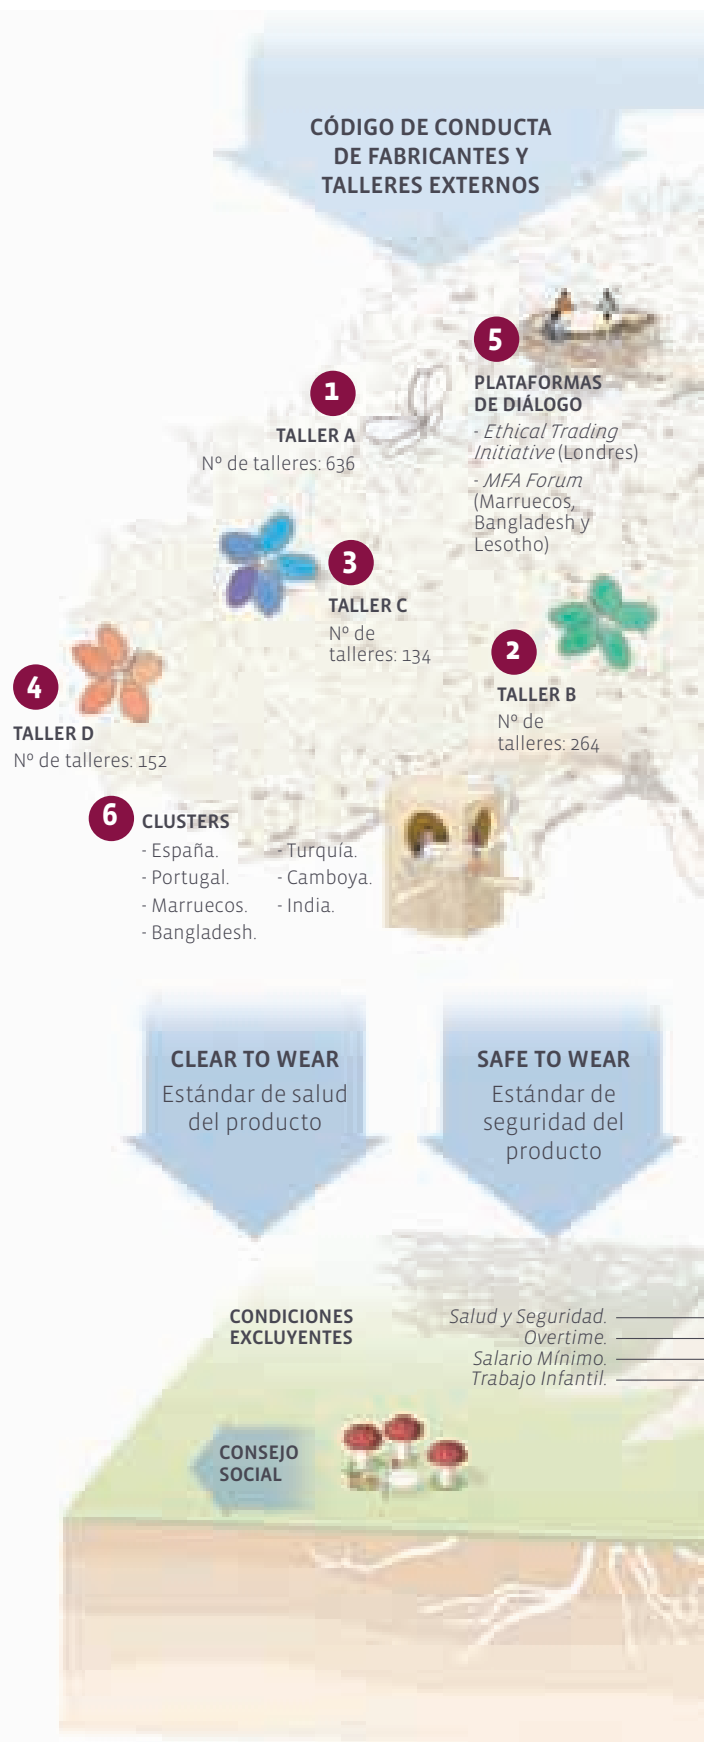 CÓDIGO DE CONDUCTA
DE FABRICANTES Y
TALLERES EXTERNOS
5
PLATAFORMAS
DE DIÁLOGO
- Ethical Trading
Initiative (Londres)
- MFA Forum
(Marruecos,
Bangladesh y
Lesotho)
1
TALLER A
Nº de talleres: 636
3
TALLER C
Nº de
talleres: 134
2
TALLER B
Nº de
talleres: 264
4
TALLER D
Nº de talleres: 152
6
CLUSTERS
- España.
- Portugal.
- Marruecos.
- Bangladesh.
- Turquía.
- Camboya.
- India.
CLEAR TO WEAR
Estándar de salud
del producto
SAFE TO WEAR
Estándar de
seguridad del
producto
CONDICIONES
EXCLUYENTES
Salud y Seguridad.
Overtime.
Salario Mínimo.
Trabajo Infantil.
CONSEJO
SOCIAL